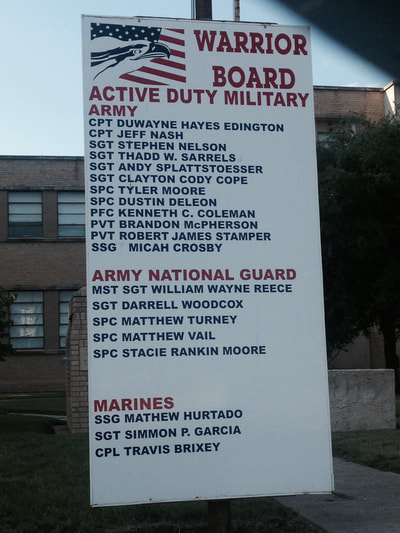 WARRIOR
BOARD
ACTIVE DUTY MILITARY
ARMY
CPT DUWAYNE HAYES EDINGTON
CPT JEFF NASH
SGT STEPHEN NELSON
SGT THADD W. SARRELS
SGT ANDY SPLATTSTOESSER
SGT CLAYTON CODY COPE
SPC TYLER MOORE
SPC DUSTIN DELEON
PFC KENNETH C. COLEMAN
PVT BRANDON McPHERSON
PVT ROBERT JAMES STAMPER
SSG MICAH CROSBY
ARMY NATIONAL GUARD
MST SGT WILLIAM WAYNE REECE
SGT DARRELL WOODCOX
SPC MATTHEW TURNEY
SPC MATTHEW VAIL
SPC STACIE RANKIN MOORE
MARINES
SSG MATHEW HURTADO
SGT SIMMON P. GARCIA
CPL TRAVIS BRIXEY